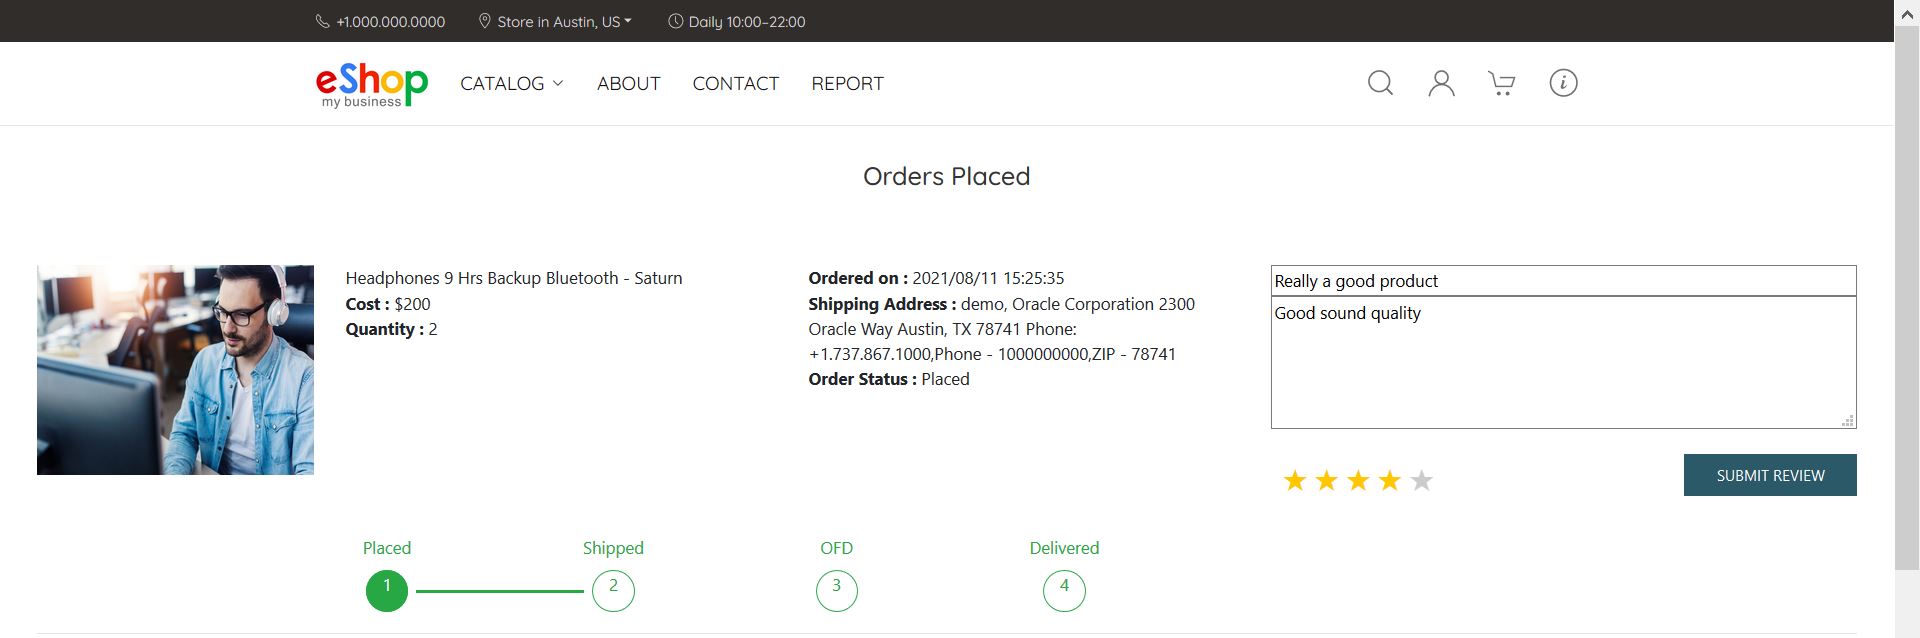 +1.000.000.0000 Store in Austin, US Daily 10:00–22:00
eShop
my business
CATALOG ABOUT CONTACT REPORT
Orders Placed
Headphones 9 Hrs Backup Bluetooth - Saturn
Cost : $200
Quantity : 2
Ordered on : 2021/08/11 15:25:35
Shipping Address : demo, Oracle Corporation 2300
Oracle Way Austin, TX 78741 Phone:
+1.737.867.1000,Phone - 1000000000,ZIP - 78741
Order Status : Placed
Really a good product
Good sound quality
SUBMIT REVIEW
Placed Shipped OFD Delivered
1 2 3 4